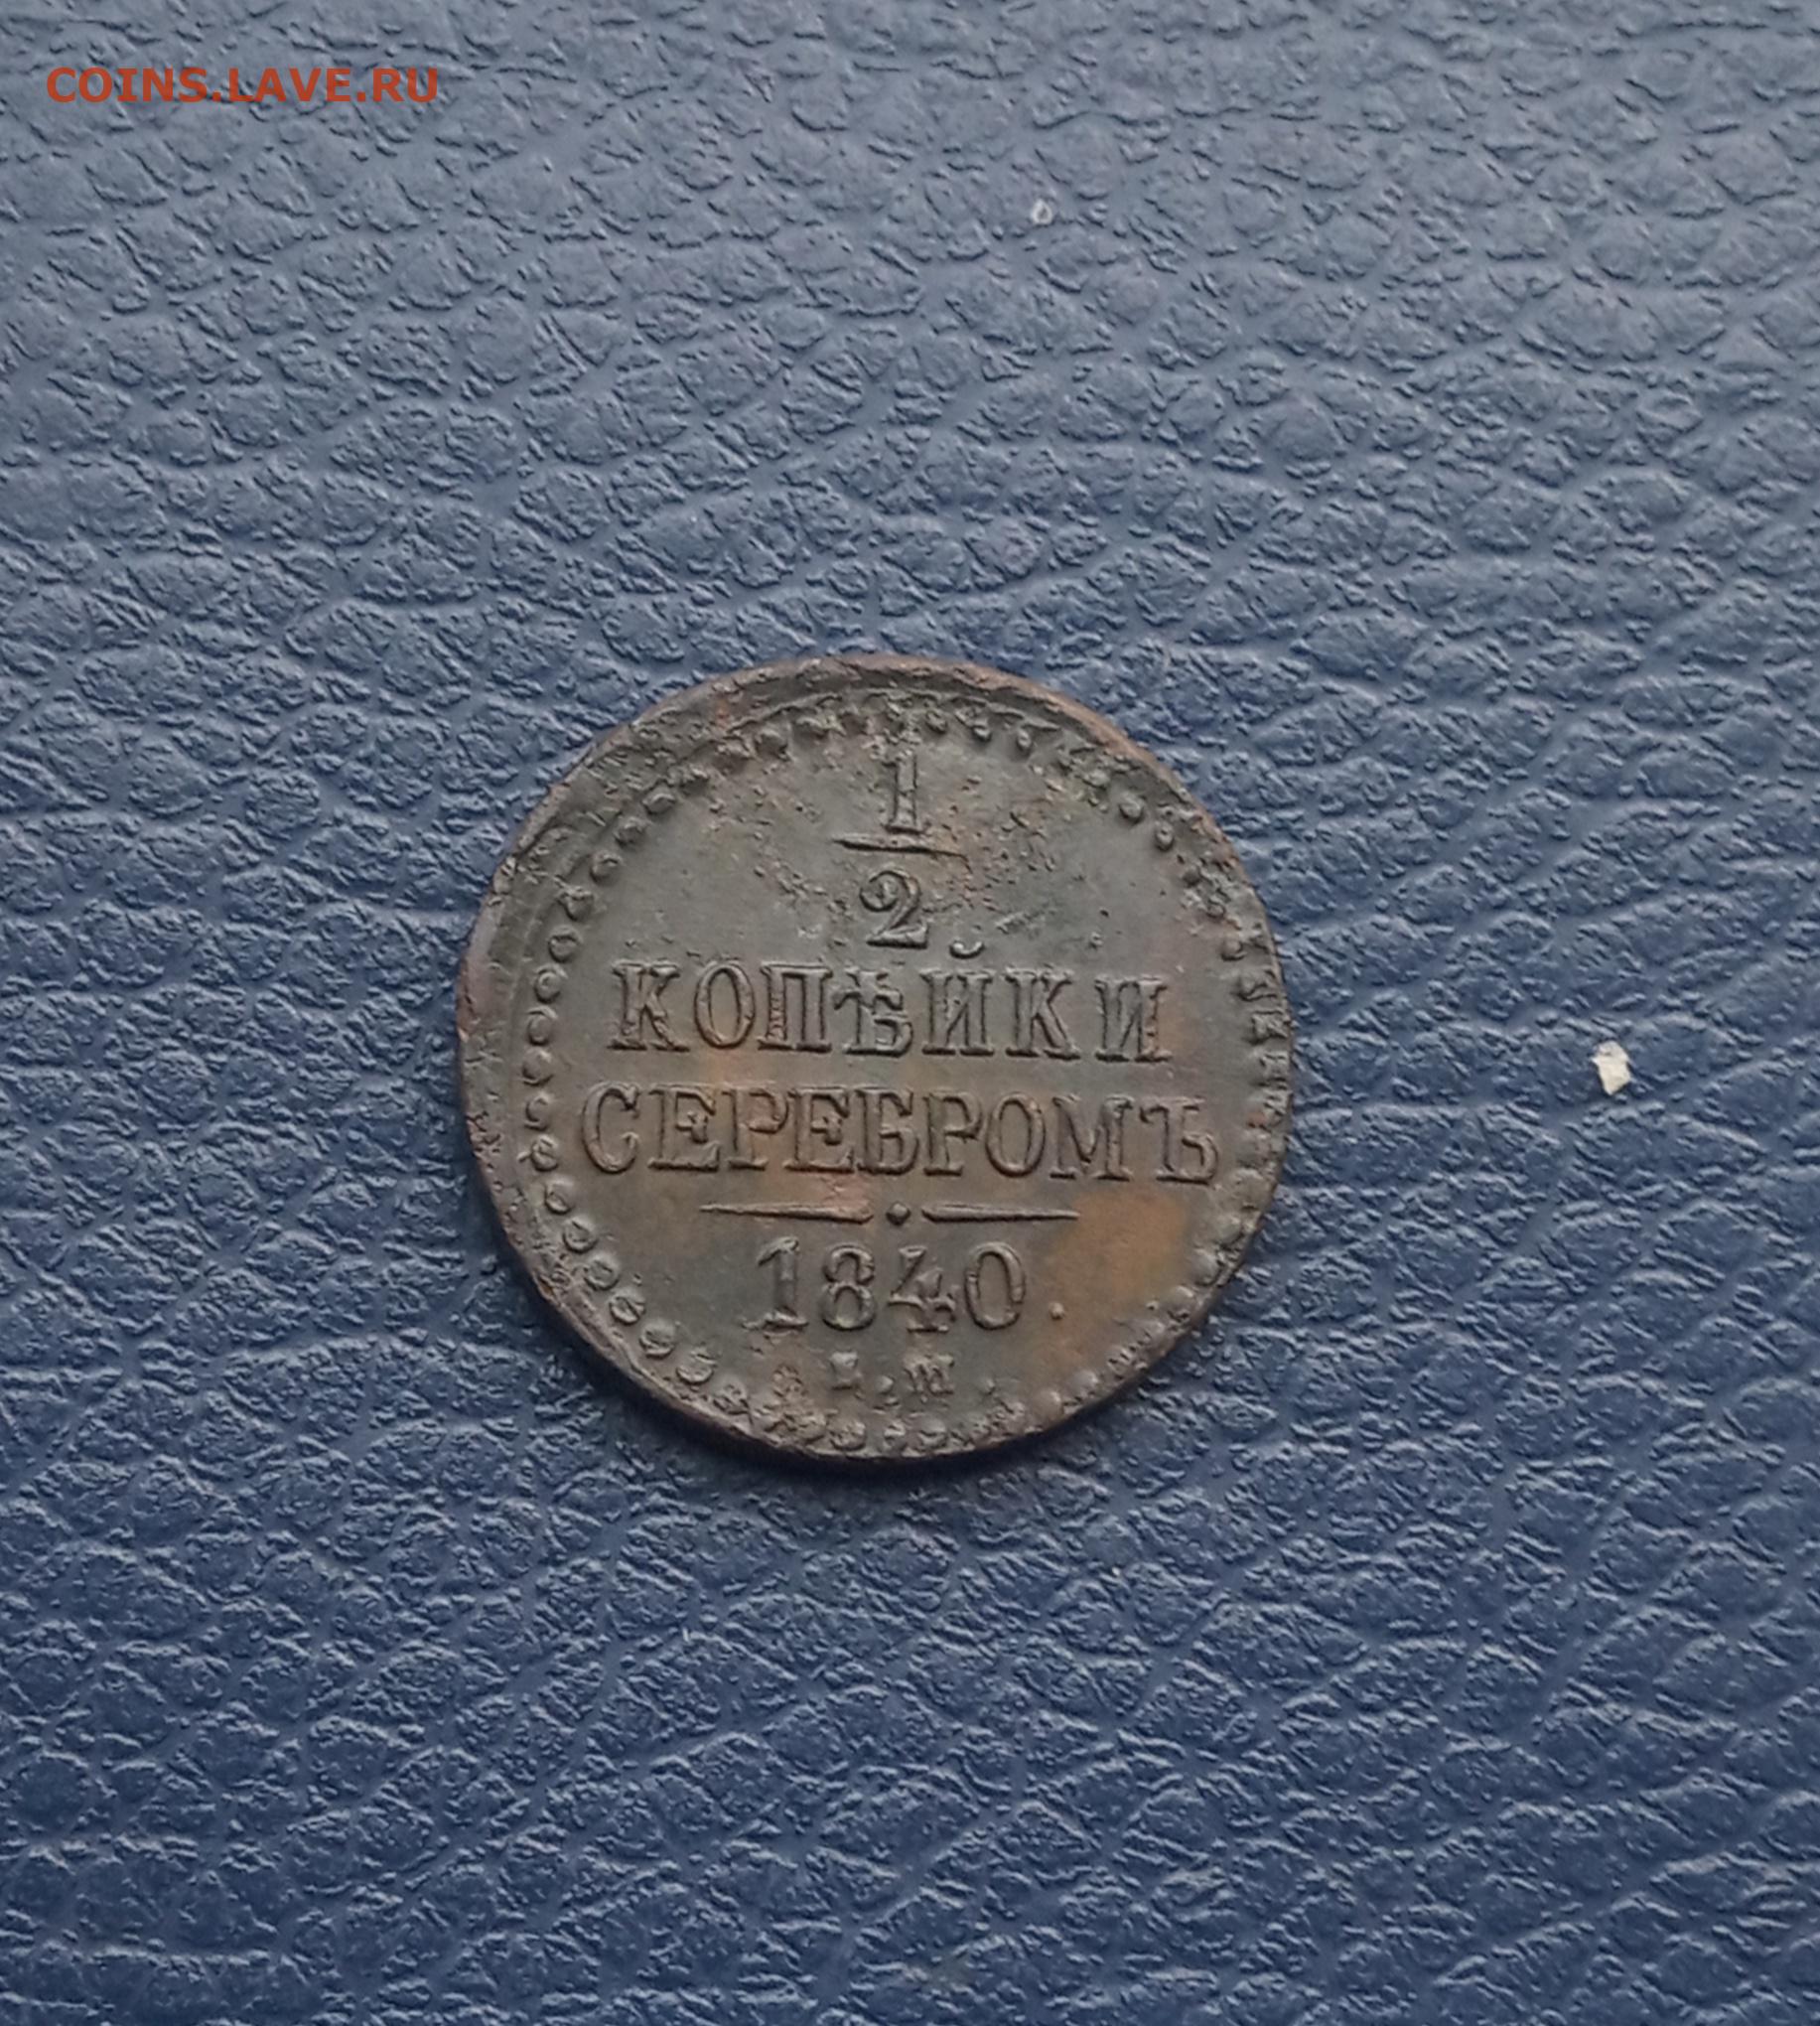 COINS.LAVE.RU
1
2
КОПѢЙКИ
СЕРЕБРОМЪ
1840.